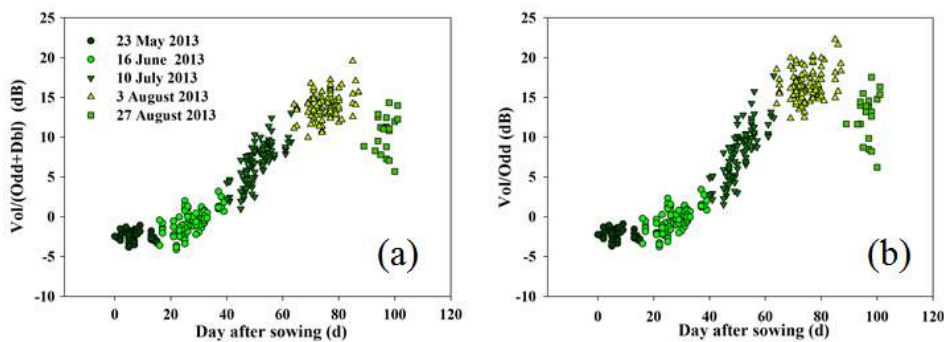 25
20
15
10
5
0
-5
-10
Vol/(Odd+Dbl) (dB)
23 May 2013
16 June 2013
10 July 2013
3 August 2013
27 August 2013
(a)
0 20 40 60 80 100 120
Day after sowing (d)
25
20
15
10
5
0
-5
-10
Vol/Odd (dB)
(b)
0 20 40 60 80 100 120
Day after sowing (d)